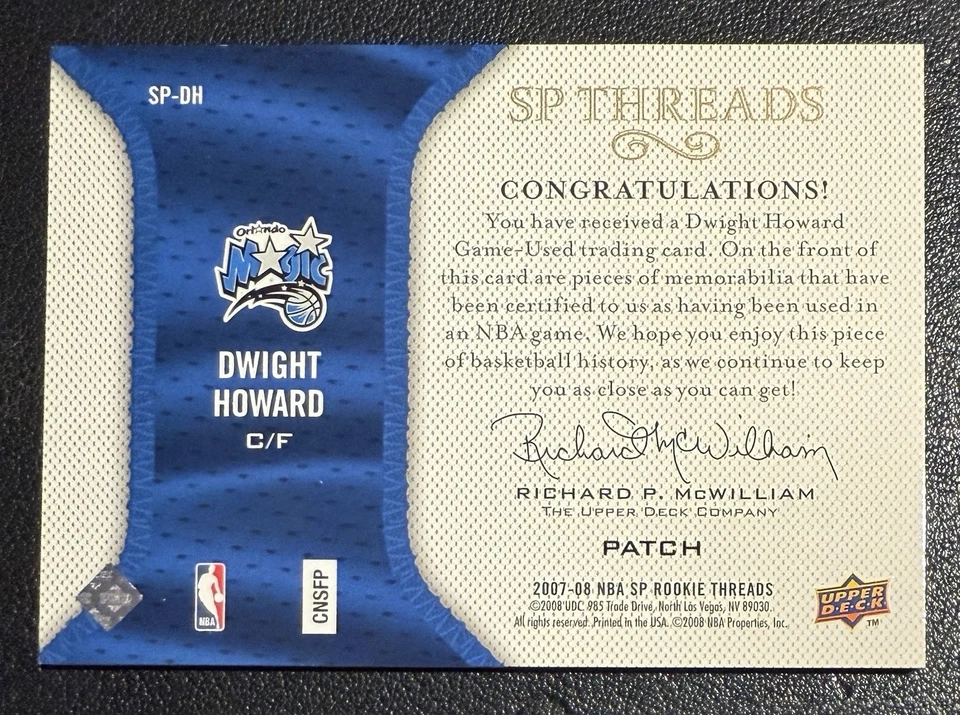 SP-DH
Orlando
Magic
DWIGHT
HOWARD
C/F
NBA
CNSFP
SP THREADS
CONGRATULATIONS!
You have received a Dwight Howard
Game-Used trading card. On the front of
this card are pieces of memorabilia that have
been certified to us as having been used in
an NBA game. We hope you enjoy this piece
of basketball history, as we continue to keep
you as close as you can get!
Richard McWilliam
RICHARD P. McWILLIAM
THE UPPER DECK COMPANY
PATCH
2007-08 NBA SP ROOKIE THREADS
©2008 UDC. 985 Trade Drive, North Las Vegas, NV 89030.
All rights reserved. Printed in the USA. ©2008 NBA Properties, Inc.
UPPER
D•E•C•K
TM